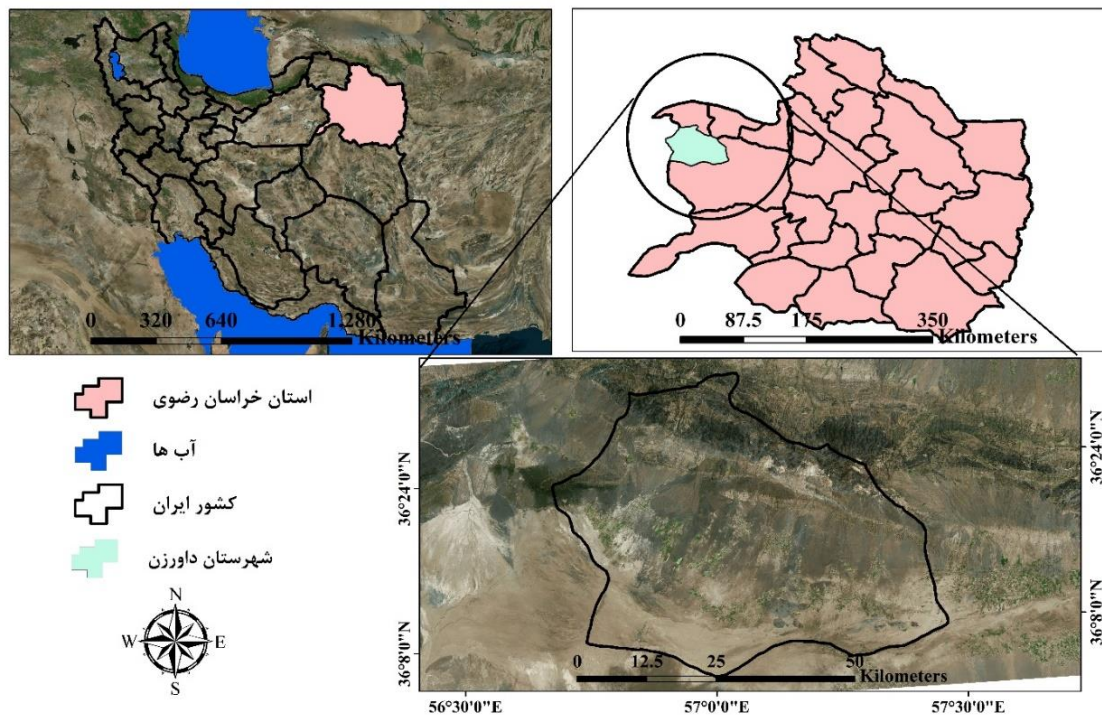 0 320 640 1.280
Kilometers
0 87.5 175 350
Kilometers
استان خراسان رضوی
آب ها
کشور ایران
شهرستان داورزن
N
W E
S
36°24'0"N
36°8'0"N
36°24'0"N
36°8'0"N
0 12.5 25 50
Kilometers
56°30'0"E 57°0'0"E 57°30'0"E